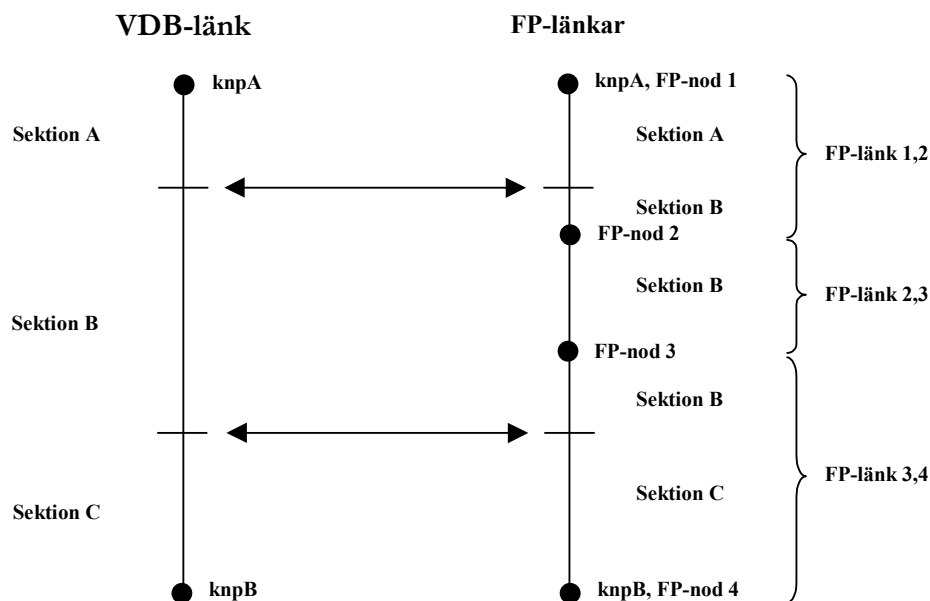 VDB-länk
FP-länkar
knpA
knpA, FP-nod 1
Sektion A
Sektion A
FP-länk 1,2
Sektion B
FP-nod 2
Sektion B
FP-länk 2,3
Sektion B
FP-nod 3
Sektion B
FP-länk 3,4
Sektion C
Sektion C
knpB
knpB, FP-nod 4